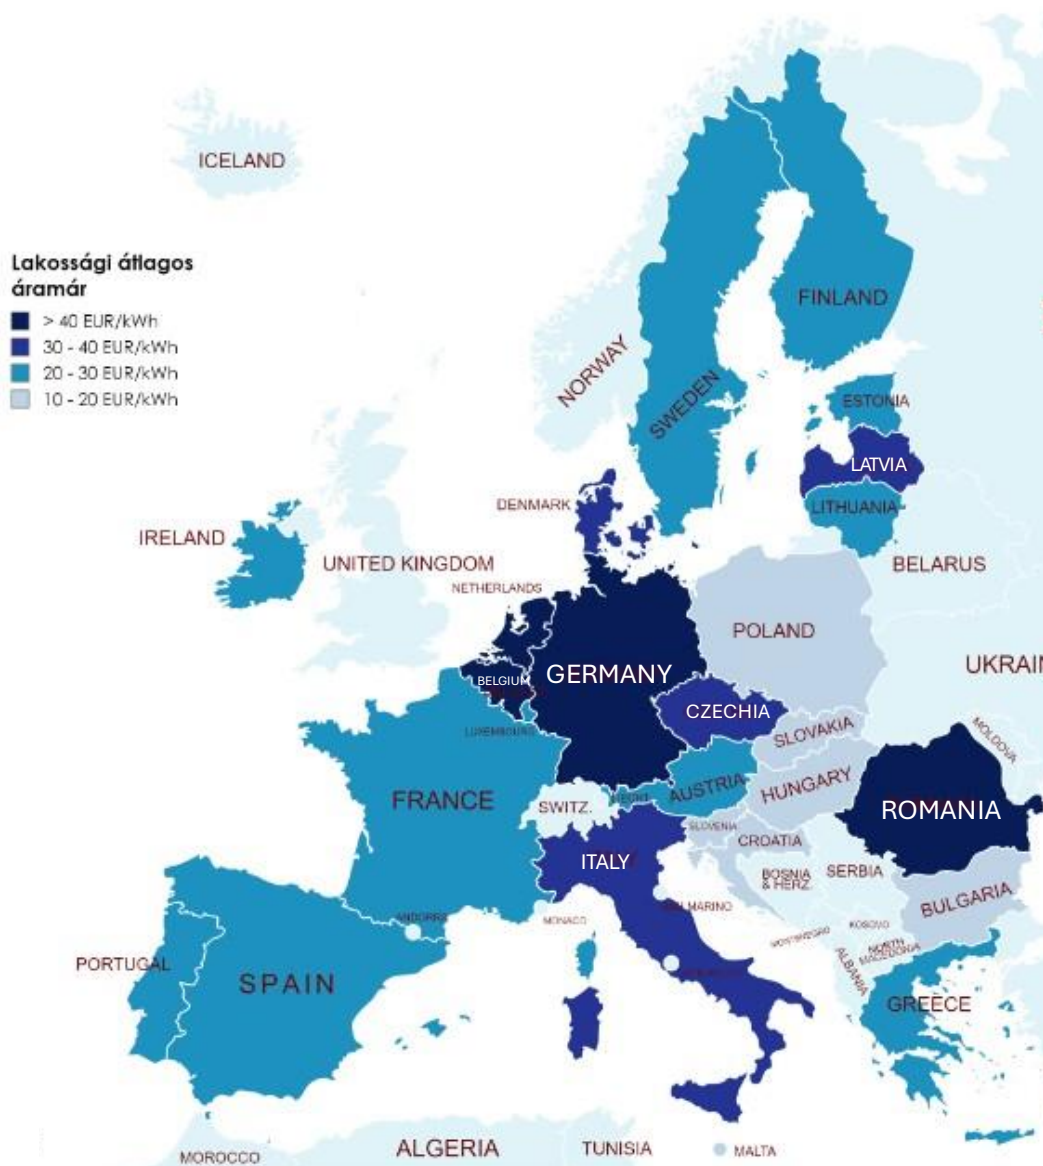 ICELAND
Lakossági átlagos
áramár
> 40 EUR/kWh
30 - 40 EUR/kWh
20 - 30 EUR/kWh
10 - 20 EUR/kWh
FINLAND
NORWAY
SWEDEN
ESTONIA
LATVIA
DENMARK
LITHUANIA
IRELAND
UNITED KINGDOM
BELARUS
NETHERLANDS
POLAND
UKRAIN
GERMANY
BELGIUM
CZECHIA
LUXEMBOURG
SLOVAKIA
MOLDOVA
HUNGARY
AUSTRIA
FRANCE
SWITZ.
ROMANIA
SLOVENIA
CROATIA
ITALY
BOSNIA
& HERZ.
SERBIA
BULGARIA
ANDORRA
MONACO
MARINO
KOSOVO
MONTENEGRO
NORTH
MACEDONIA
ALBANIA
PORTUGAL
SPAIN
GREECE
ALGERIA
TUNISIA
MALTA
MOROCCO